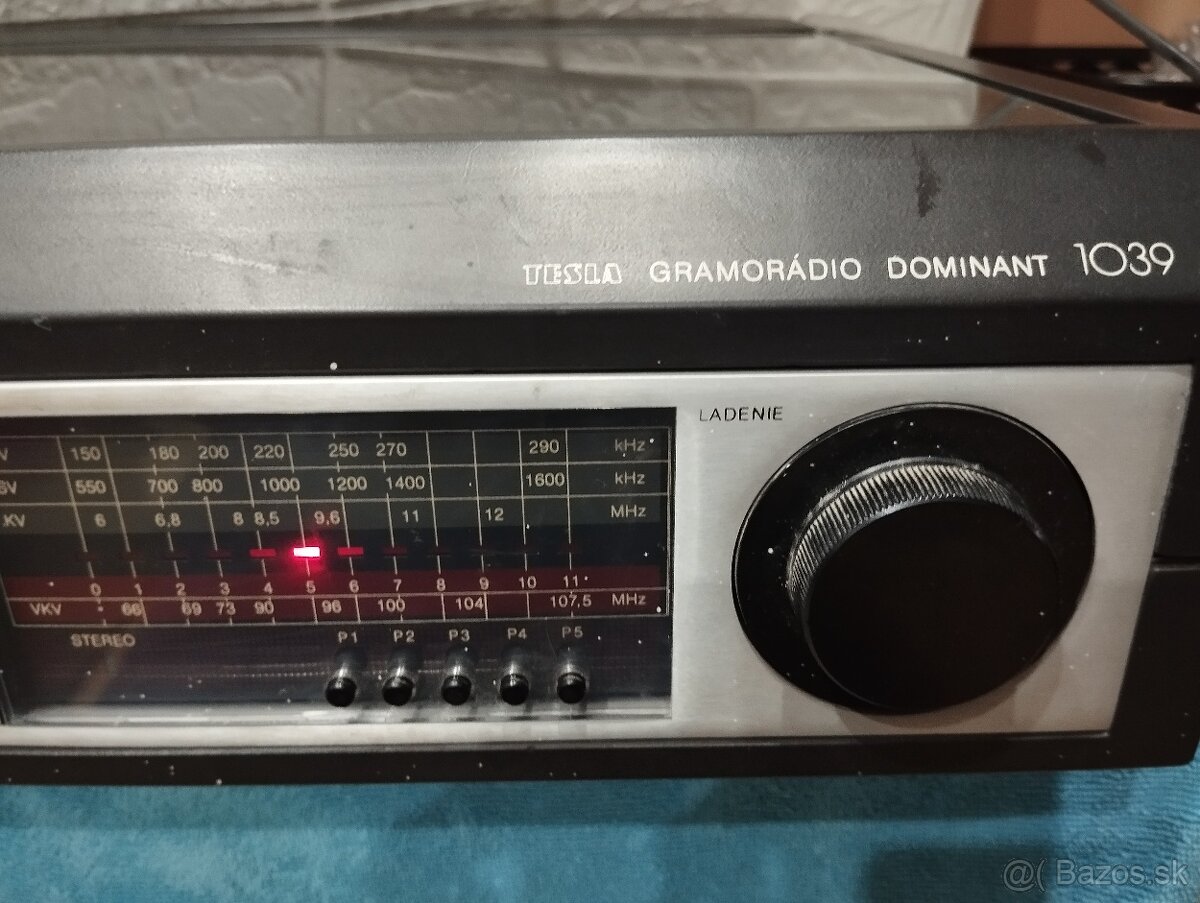 TESLA GRAMORÁDIO DOMINANT 1039
LADENIE
V 150 180 200 220 250 270 290 kHz
SV 550 700 800 1000 1200 1400 1600 kHz
KV 6 6,8 8 8,5 9,6 11 12 MHz
0 1 2 3 4 5 6 7 8 9 10 11
VKV 66 69 73 90 96 100 104 107,5 MHz
STEREO P1 P2 P3 P4 P5
@( Bazos.sk